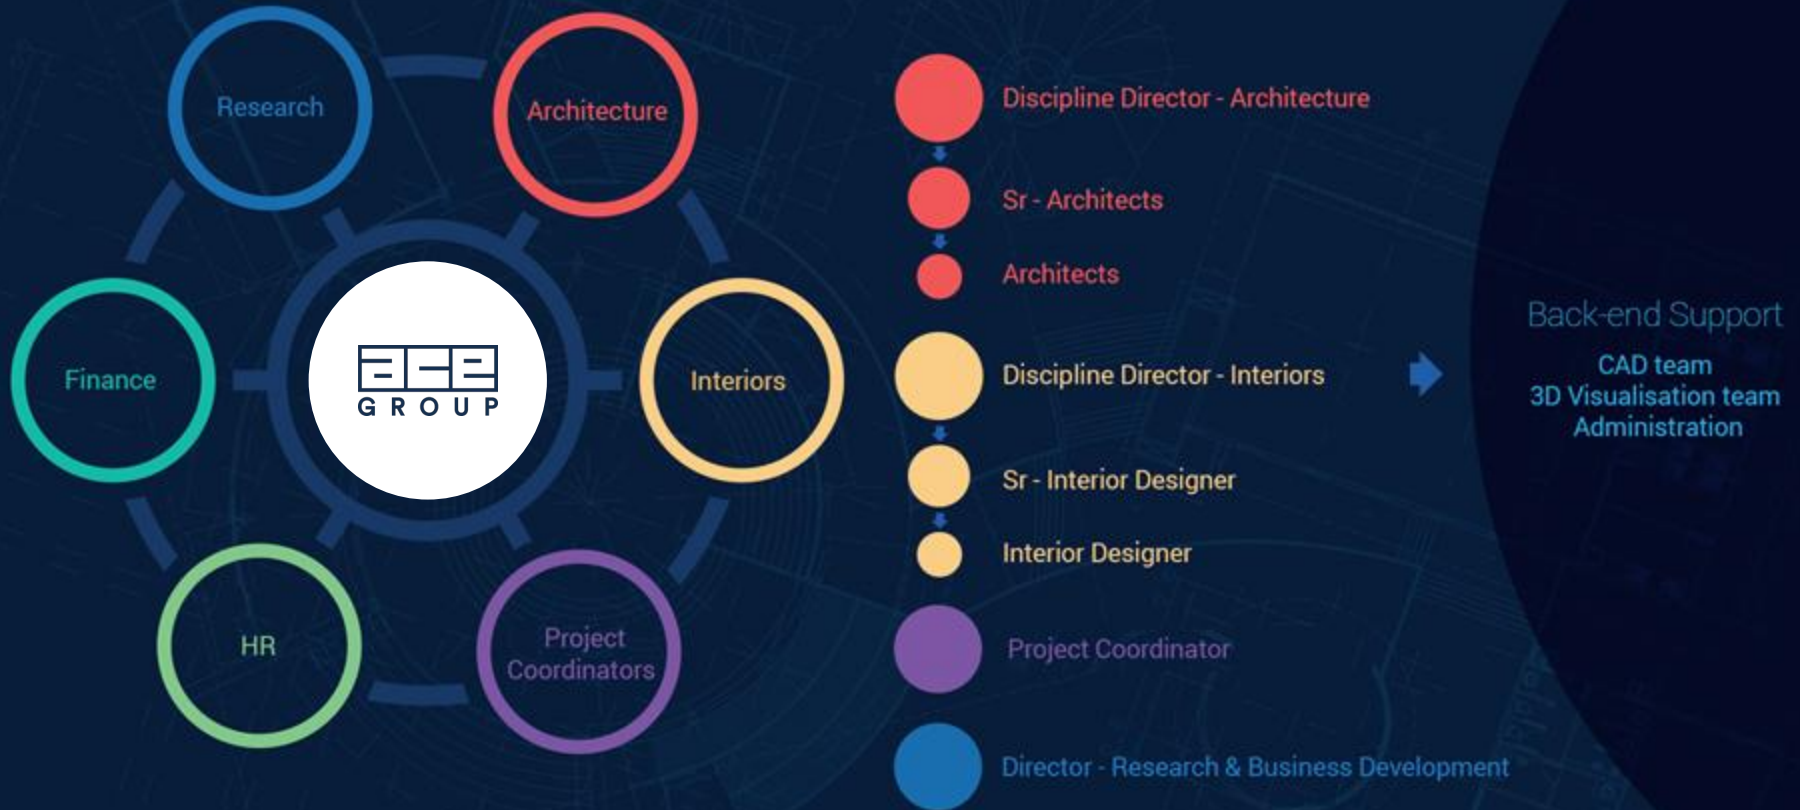 Research
Architecture
Finance
ace
GROUP
Interiors
HR
Project
Coordinators
Discipline Director - Architecture
Sr - Architects
Architects
Discipline Director - Interiors
Sr - Interior Designer
Interior Designer
Project Coordinator
Director - Research & Business Development
Back-end Support
CAD team
3D Visualisation team
Administration